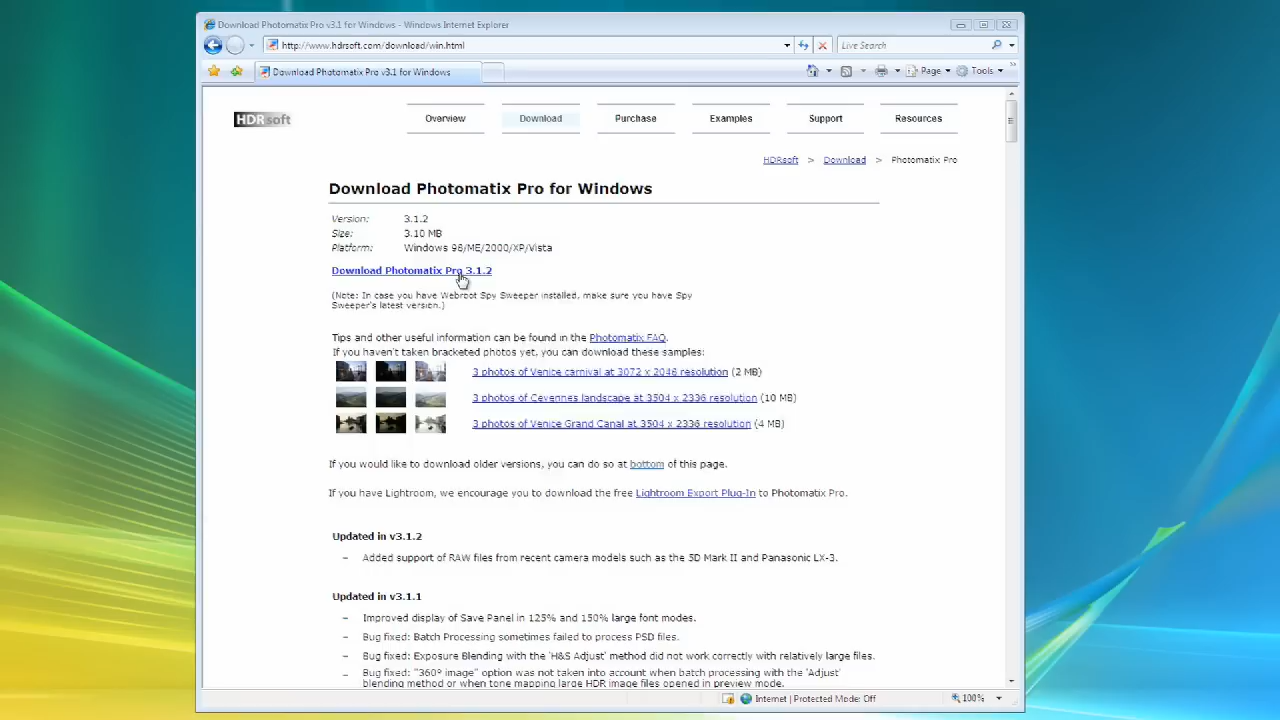 Download Photomatix Pro v3.1 for Windows - Windows Internet Explorer
http://www.hdrsoft.com/download/win.html
Live Search
Download Photomatix Pro v3.1 for Windows
Page
Tools
HDRsoft
Overview
Download
Purchase
Examples
Support
Resources
HDRsoft > Download > Photomatix Pro
Download Photomatix Pro for Windows
Version: 3.1.2
Size: 3.10 MB
Platform: Windows 98/ME/2000/XP/Vista
Download Photomatix Pro 3.1.2
(Note: In case you have Webroot Spy Sweeper installed, make sure you have Spy
Sweeper's latest version.)
Tips and other useful information can be found in the Photomatix FAQ.
If you haven't taken bracketed photos yet, you can download these samples:
3 photos of Venice carnival at 3072 x 2048 resolution (2 MB)
3 photos of Cevennes landscape at 3504 x 2336 resolution (10 MB)
3 photos of Venice Grand Canal at 3504 x 2336 resolution (4 MB)
If you would like to download older versions, you can do so at bottom of this page.
If you have Lightroom, we encourage you to download the free Lightroom Export Plug-In to Photomatix Pro.
Updated in v3.1.2
– Added support of RAW files from recent camera models such as the 5D Mark II and Panasonic LX-3.
Updated in v3.1.1
– Improved display of Save Panel in 125% and 150% large font modes.
– Bug fixed: Batch Processing sometimes failed to process PSD files.
– Bug fixed: Exposure Blending with the 'H&S Adjust' method did not work correctly with relatively large files.
– Bug fixed: "360º image" option was not taken into account when batch processing with the 'Adjust'
blending method or when tone mapping large HDR image files opened in preview mode.
Internet | Protected Mode: Off
100%